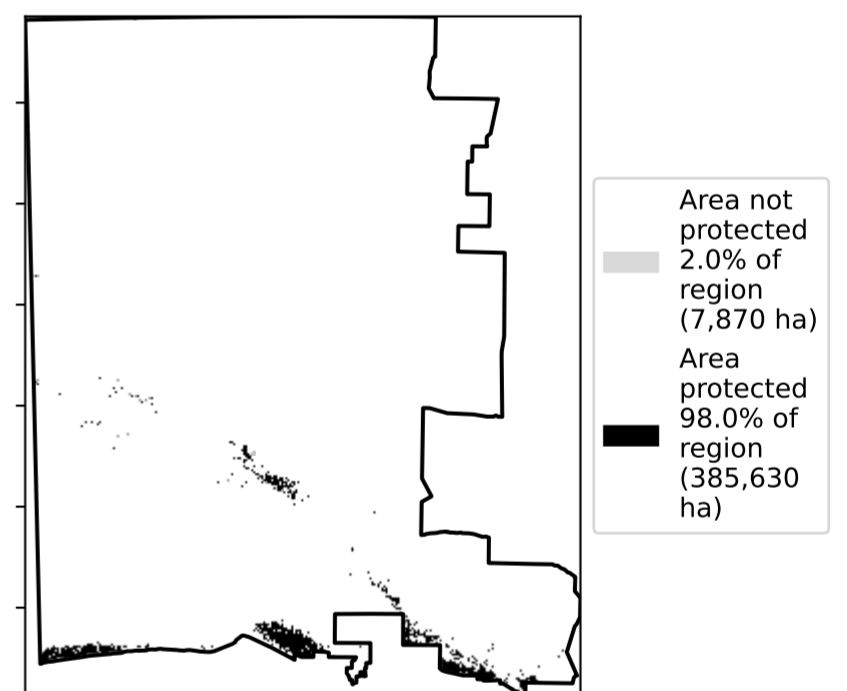 Area not
protected
2.0% of
region
(7,870 ha)
Area
protected
98.0% of
region
(385,630
ha)